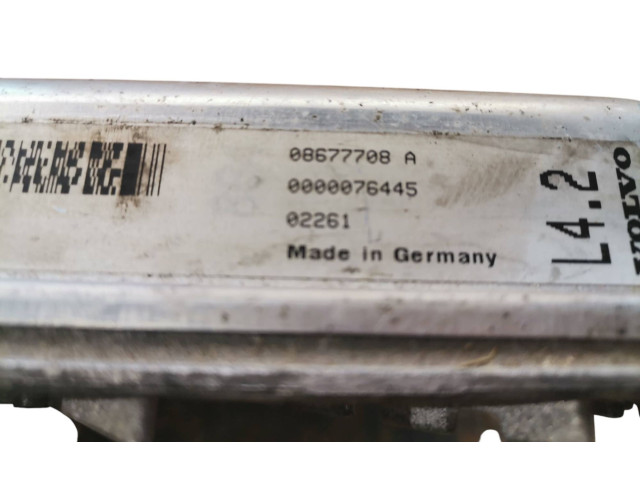 08677708 A
0000076445
02261
Made in Germany
L4.2
VOLVO